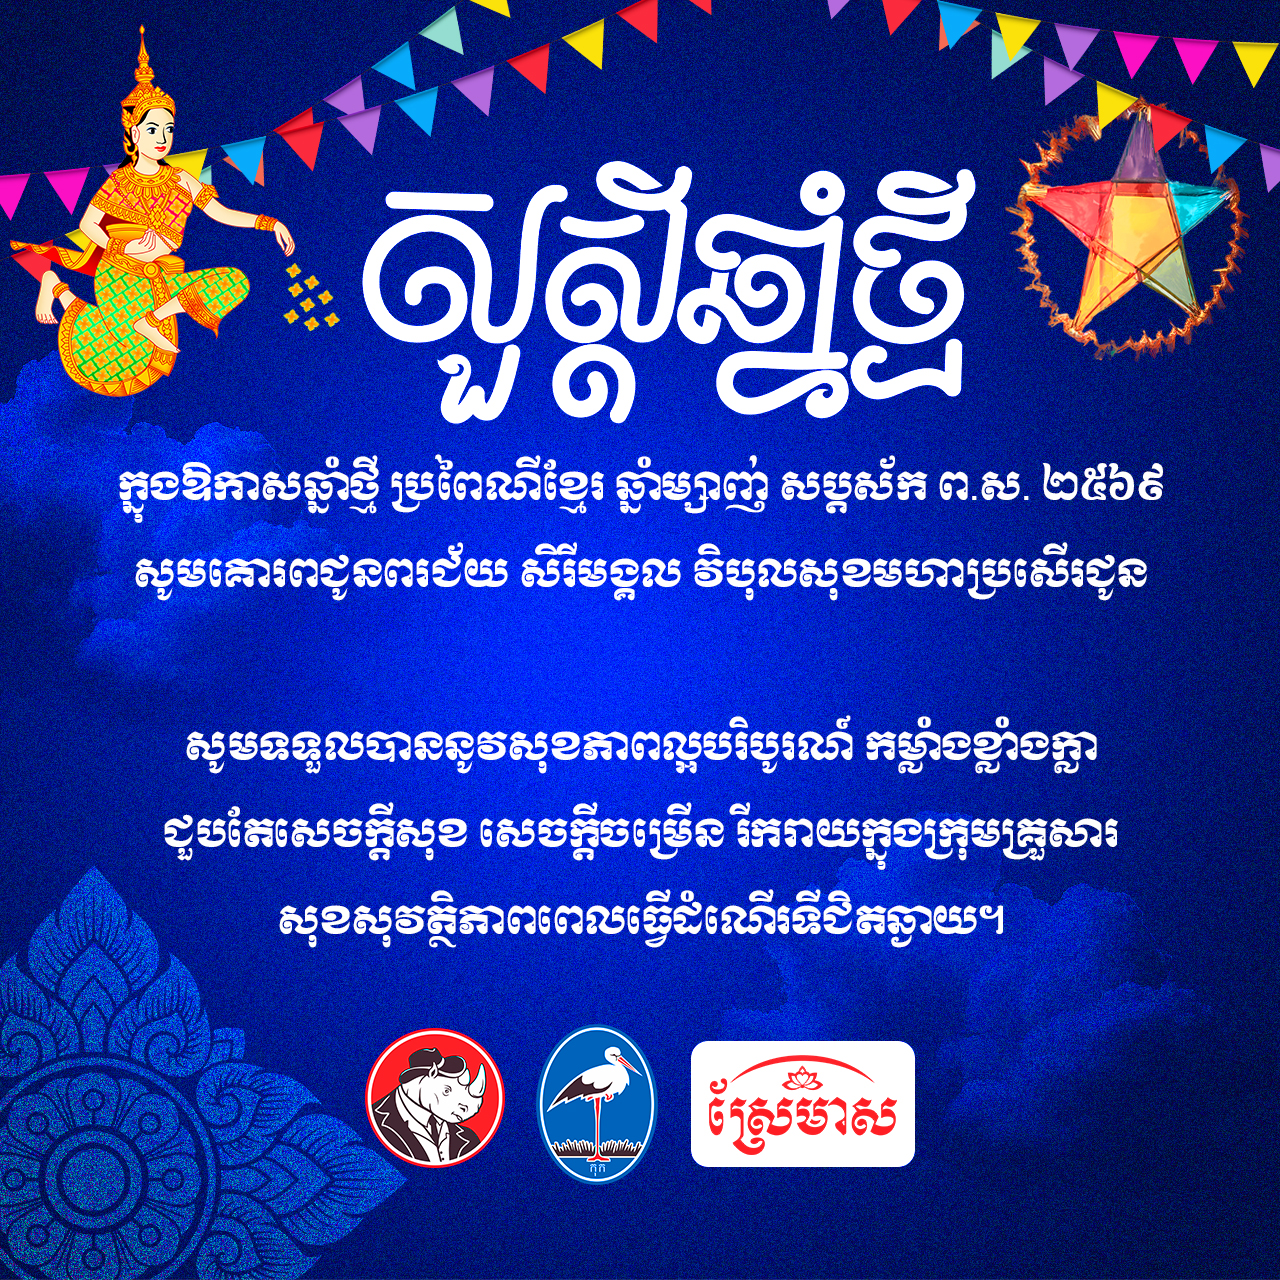 សួស្តីឆ្នាំថ្មី
ក្នុងឱកាសឆ្នាំថ្មី ប្រពៃណីខ្មែរ ឆ្នាំម្សាញ់ សប្តស័ក ព.ស. ២៥៦៩
សូមគោរពជូនពរជ័យ សិរីមង្គល វិបុលសុខមហាប្រសើរជូន
សូមទទួលបាននូវសុខភាពល្អបរិបូរណ៍ កម្លាំងខ្លាំងក្លា
ជួបតែសេចក្តីសុខ សេចក្តីចម្រើន រីករាយក្នុងក្រុមគ្រួសារ
សុខសុវត្ថិភាពពេលធ្វើដំណើរទីជិតឆ្ងាយ។
កុក
ស្រែមាស